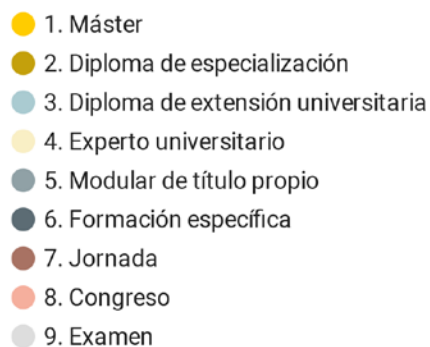 1. Máster
2. Diploma de especialización
3. Diploma de extensión universitaria
4. Experto universitario
5. Modular de título propio
6. Formación específica
7. Jornada
8. Congreso
9. Examen